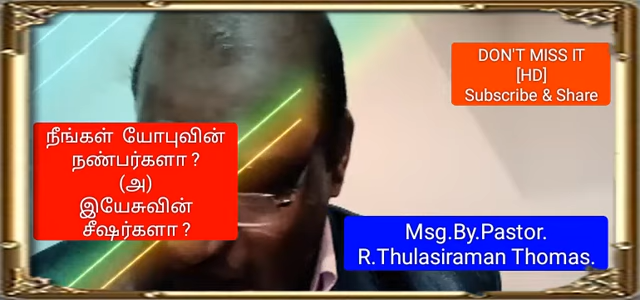 DON'T MISS IT
[HD]
Subscribe & Share
நீங்கள் யோபுவின்
நண்பர்களா ?
(அ)
இயேசுவின்
சீஷர்களா ?
Msg.By.Pastor.
R.Thulasiraman Thomas.